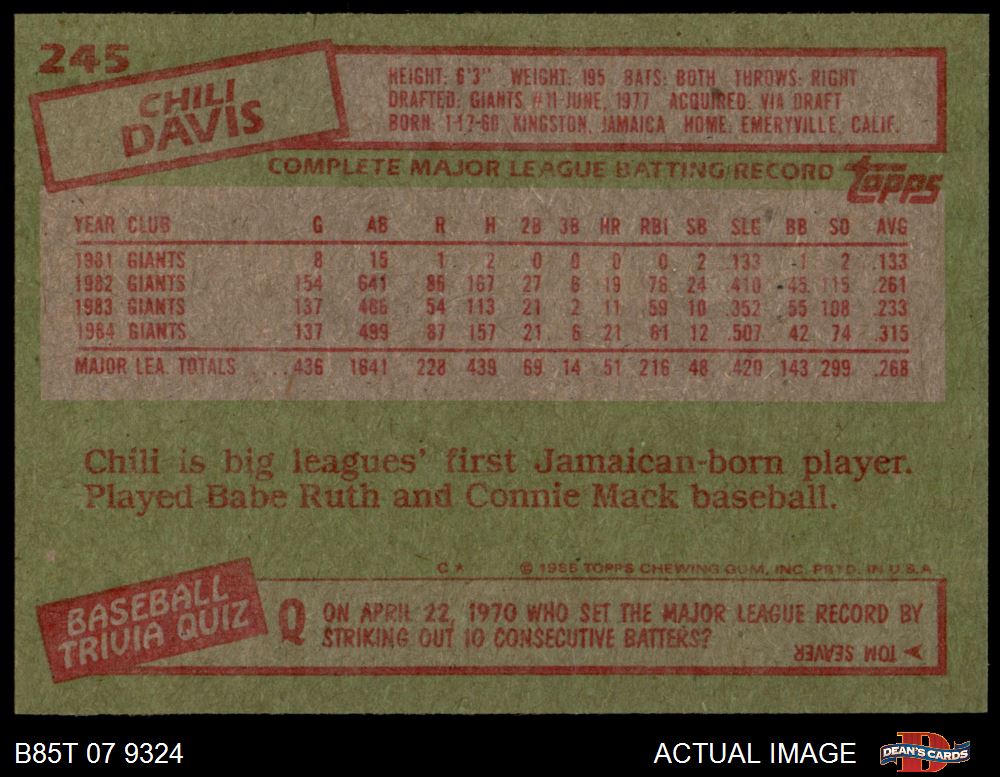 245
CHILI
DAVIS
HEIGHT: 6'3" WEIGHT: 195 BATS: BOTH THROWS: RIGHT
DRAFTED: GIANTS #11-JUNE, 1977 ACQUIRED: VIA DRAFT
BORN: 1-17-60, KINGSTON, JAMAICA HOME: EMERYVILLE, CALIF.
COMPLETE MAJOR LEAGUE BATTING RECORD topps
YEAR CLUB G AB R H 2B 3B HR RBI SB SLG BB SO AVG
1981 GIANTS 8 15 1 2 0 0 0 0 2 .133 1 2 .133
1982 GIANTS 154 641 86 167 27 6 19 76 24 .410 45 115 .261
1983 GIANTS 137 486 54 113 21 2 11 59 10 .352 55 108 .233
1984 GIANTS 137 499 87 157 21 6 21 81 12 .507 42 74 .315
MAJOR LEA. TOTALS ....436 1641 228 439 69 14 51 216 48 .420 143 299 .268
Chili is big leagues' first Jamaican-born player.
Played Babe Ruth and Connie Mack baseball.
C* © 1985 TOPPS CHEWING GUM, INC. PRTD. IN U.S.A
BASEBALL
TRIVIA QUIZ
Q ON APRIL 22, 1970 WHO SET THE MAJOR LEAGUE RECORD BY
STRIKING OUT 10 CONSECUTIVE BATTERS?
TOM SEAVER
B85T 07 9324 ACTUAL IMAGE DEAN'S CARDS